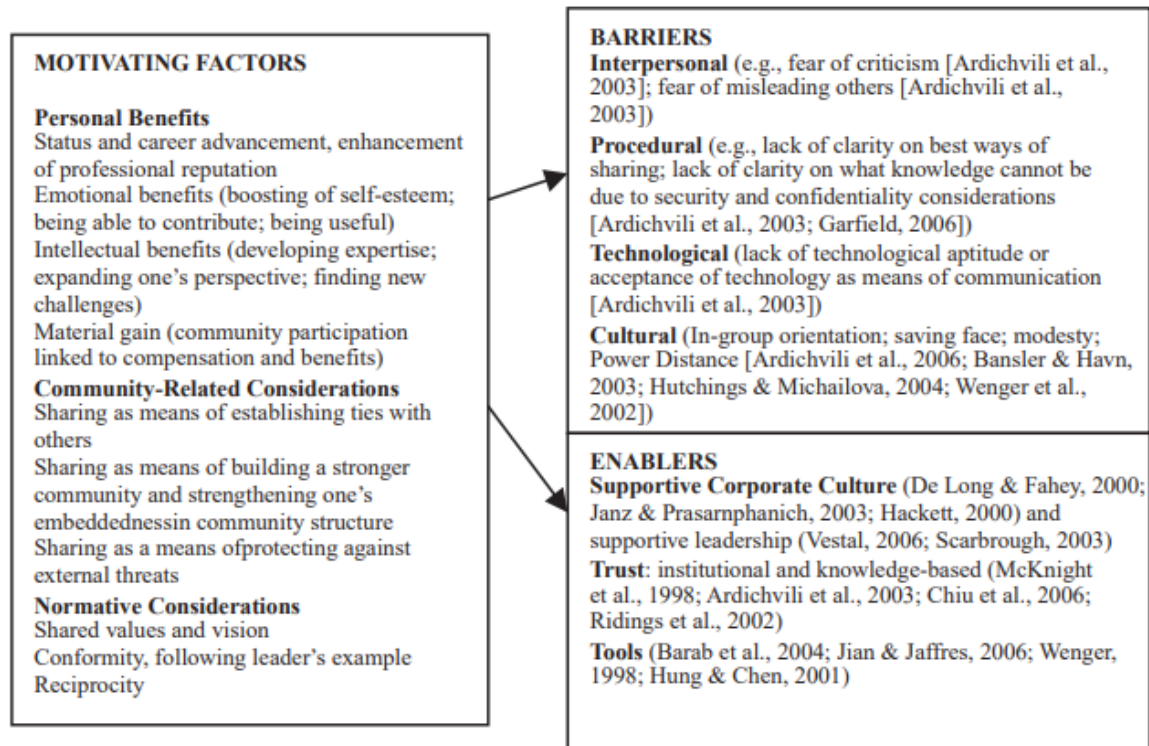 MOTIVATING FACTORS
Personal Benefits
Status and career advancement, enhancement
of professional reputation
Emotional benefits (boosting of self-esteem;
being able to contribute; being useful)
Intellectual benefits (developing expertise;
expanding one's perspective; finding new
challenges)
Material gain (community participation
linked to compensation and benefits)
Community-Related Considerations
Sharing as means of establishing ties with
others
Sharing as means of building a stronger
community and strengthening one's
embeddednessin community structure
Sharing as a means ofprotecting against
external threats
Normative Considerations
Shared values and vision
Conformity, following leader's example
Reciprocity
BARRIERS
Interpersonal (e.g., fear of criticism [Ardichvili et al.,
2003]; fear of misleading others [Ardichvili et al.,
2003])
Procedural (e.g., lack of clarity on best ways of
sharing; lack of clarity on what knowledge cannot be
due to security and confidentiality considerations
[Ardichvili et al., 2003; Garfield, 2006])
Technological (lack of technological aptitude or
acceptance of technology as means of communication
[Ardichvili et al., 2003])
Cultural (In-group orientation; saving face; modesty;
Power Distance [Ardichvili et al., 2006; Bansler & Havn,
2003; Hutchings & Michailova, 2004; Wenger et al.,
2002])
ENABLERS
Supportive Corporate Culture (De Long & Fahey, 2000;
Janz & Prasarnphanich, 2003; Hackett, 2000) and
supportive leadership (Vestal, 2006; Scarbrough, 2003)
Trust: institutional and knowledge-based (McKnight
et al., 1998; Ardichvili et al., 2003; Chiu et al., 2006;
Ridings et al., 2002)
Tools (Barab et al., 2004; Jian & Jaffres, 2006; Wenger,
1998; Hung & Chen, 2001)